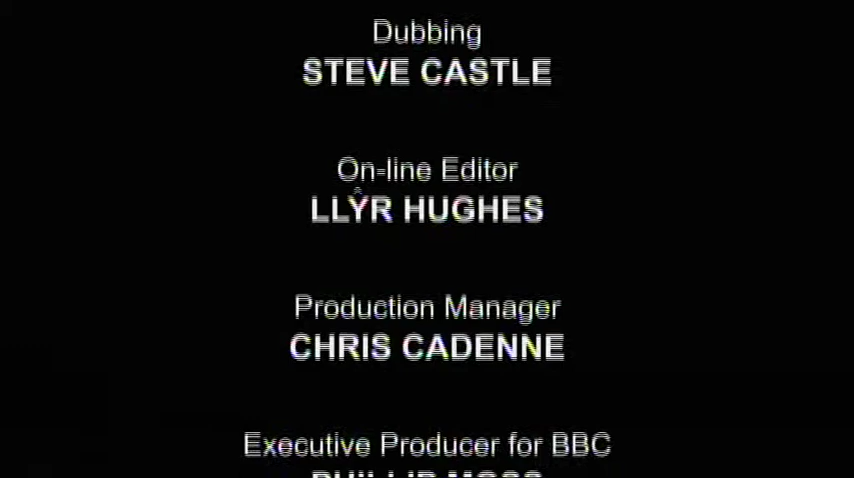 Dubbing
STEVE CASTLE
On-line Editor
LLŶR HUGHES
Production Manager
CHRIS CADENNE
Executive Producer for BBC